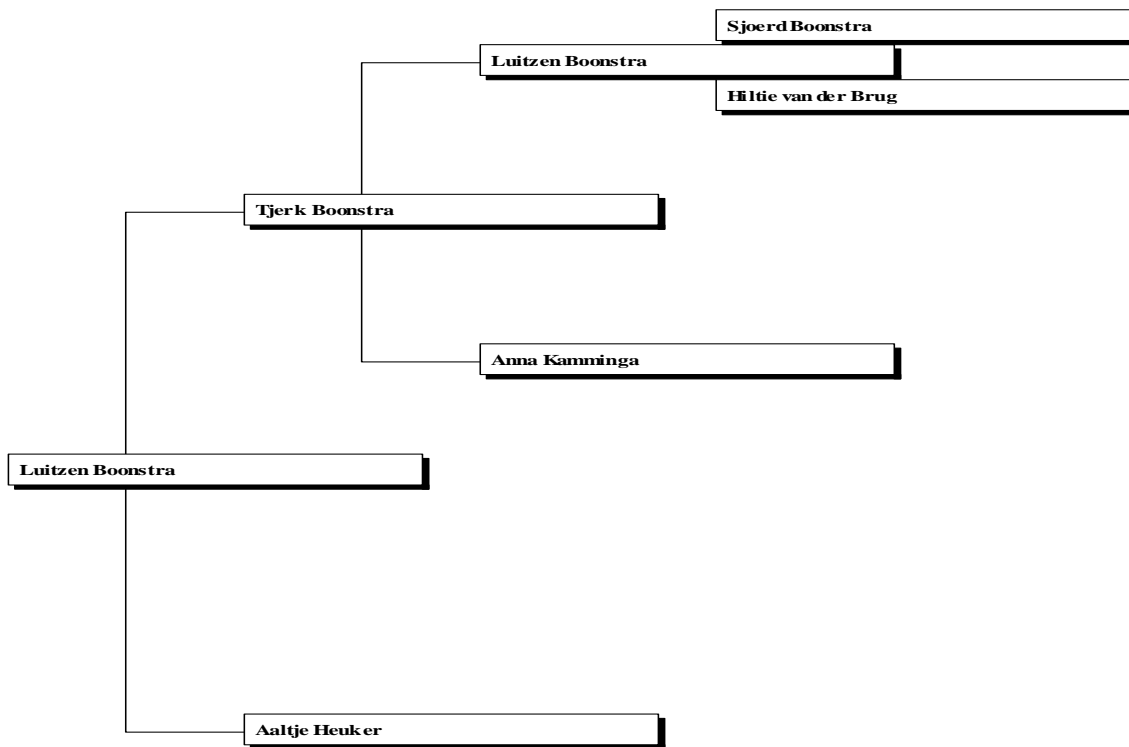 Sjoerd Boonstra
Luitzen Boonstra
Hiltie van der Brug
Tjerk Boonstra
Anna Kamminga
Luitzen Boonstra
Aaltje Heuker